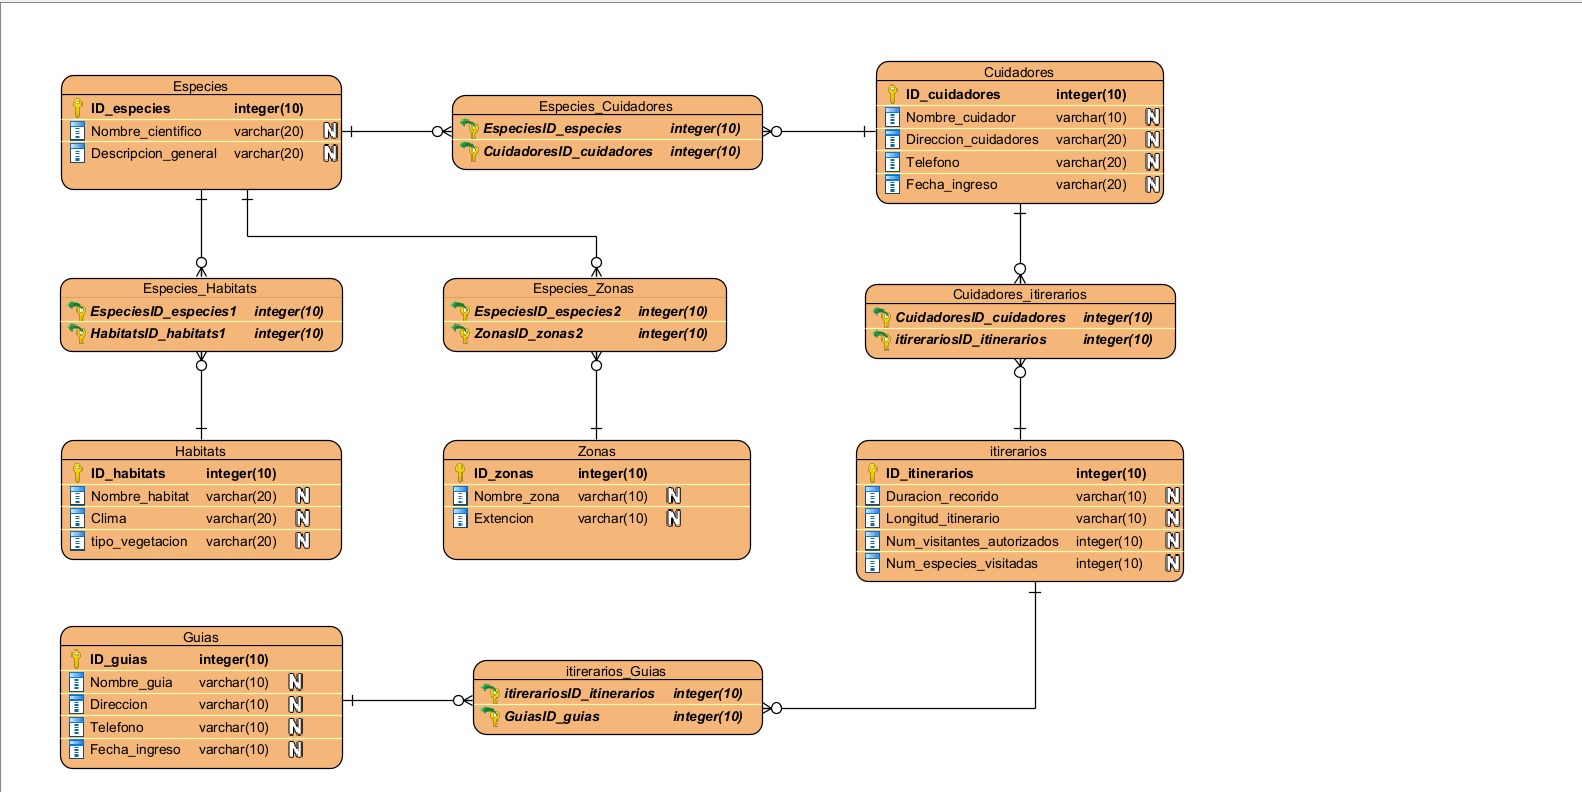 Especies
ID_especies integer(10)
Nombre_cientifico varchar(20) N
Descripcion_general varchar(20) N
Especies_Cuidadores
EspeciesID_especies integer(10)
CuidadoresID_cuidadores integer(10)
Cuidadores
ID_cuidadores integer(10)
Nombre_cuidador varchar(10) N
Direccion_cuidadores varchar(20) N
Telefono varchar(20) N
Fecha_ingreso varchar(20) N
Especies_Habitats
EspeciesID_especies1 integer(10)
HabitatsID_habitats1 integer(10)
Especies_Zonas
EspeciesID_especies2 integer(10)
ZonasID_zonas2 integer(10)
Cuidadores_itirerarios
CuidadoresID_cuidadores integer(10)
itirerariosID_itinerarios integer(10)
Habitats
ID_habitats integer(10)
Nombre_habitat varchar(20) N
Clima varchar(20) N
tipo_vegetacion varchar(20) N
Zonas
ID_zonas integer(10)
Nombre_zona varchar(10) N
Extencion varchar(10) N
itirerarios
ID_itinerarios integer(10)
Duracion_recorido varchar(10) N
Longitud_itinerario varchar(10) N
Num_visitantes_autorizados integer(10) N
Num_especies_visitadas integer(10) N
Guias
ID_guias integer(10)
Nombre_guia varchar(10) N
Direccion varchar(10) N
Telefono varchar(10) N
Fecha_ingreso varchar(10) N
itirerarios_Guias
itirerariosID_itinerarios integer(10)
GuiasID_guias integer(10)